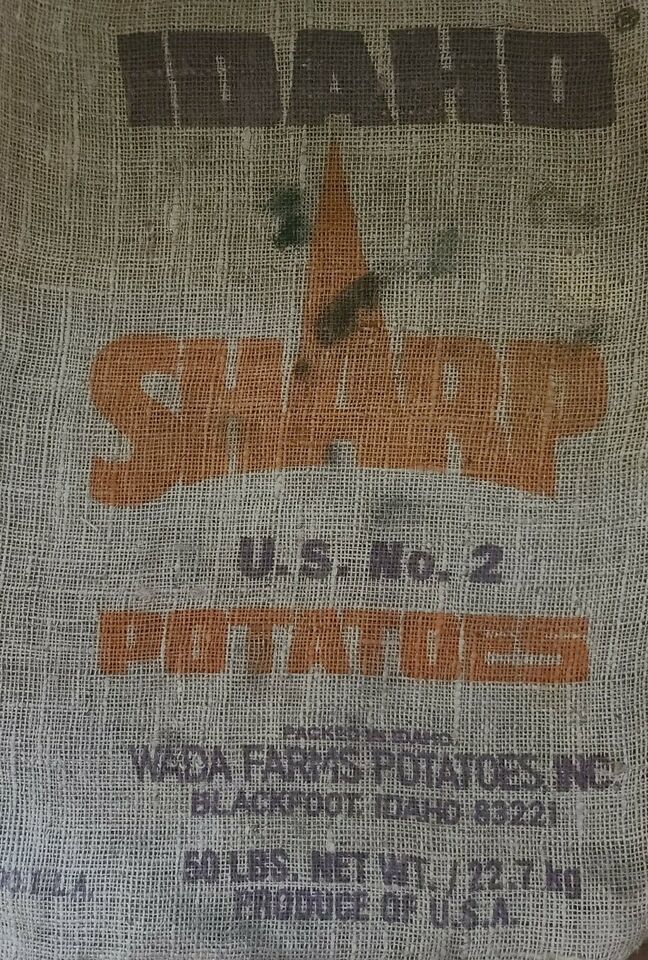 IDAHO ®
SHARP
U.S. No. 2
POTATOES
PACKED IN IDAHO
WADA FARMS POTATOES, INC.
BLACKFOOT, IDAHO 83221
50 LBS. NET WT. / 22.7 kg
PRODUCE OF U.S.A.